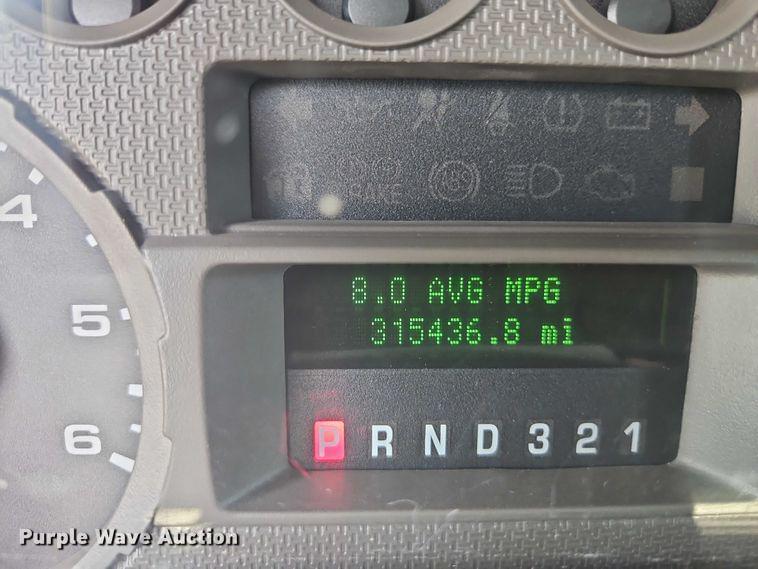 BRAKE
4
5
6
8.0 AVG MPG
315436.8 mi
P R N D 3 2 1
Purple Wave Auction